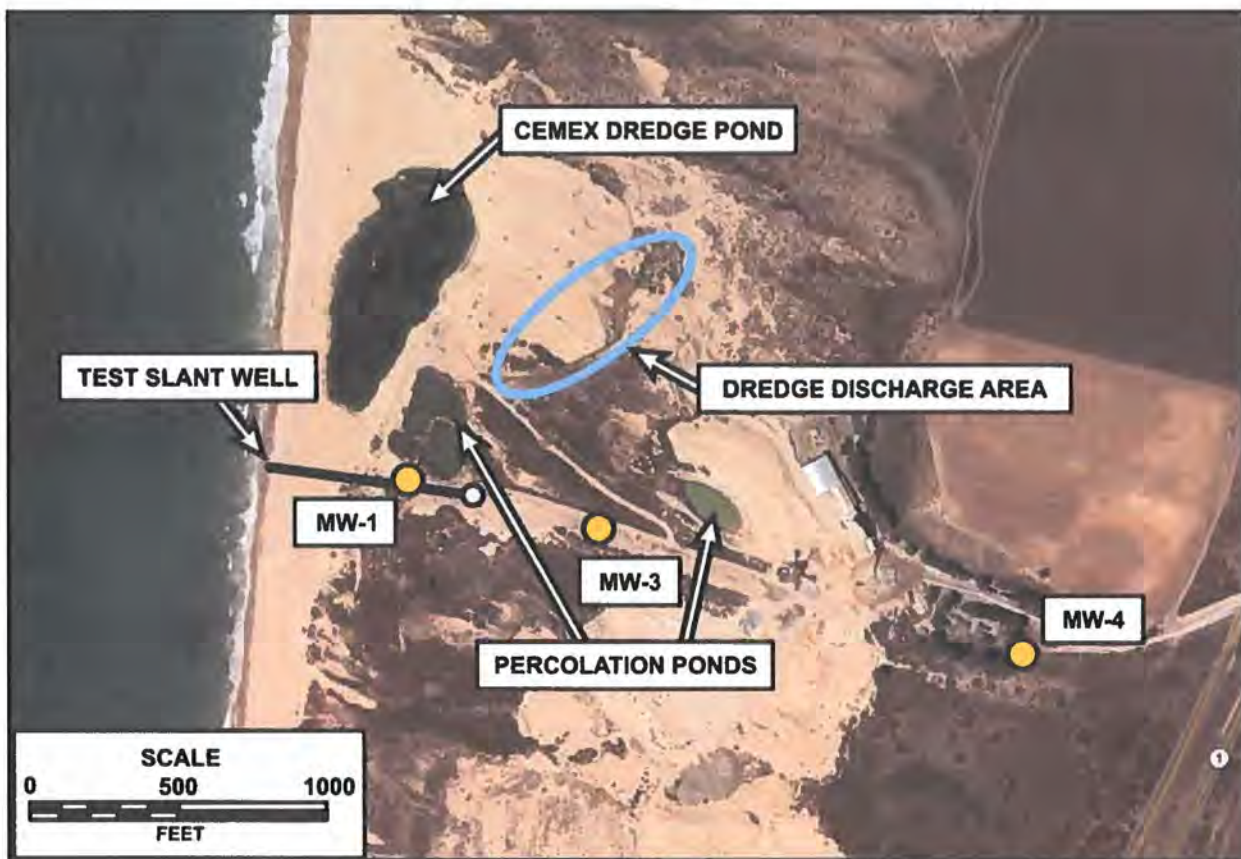 CEMEX DREDGE POND
TEST SLANT WELL
DREDGE DISCHARGE AREA
MW-1
MW-3
MW-4
PERCOLATION PONDS
SCALE
0 500 1000
FEET
1